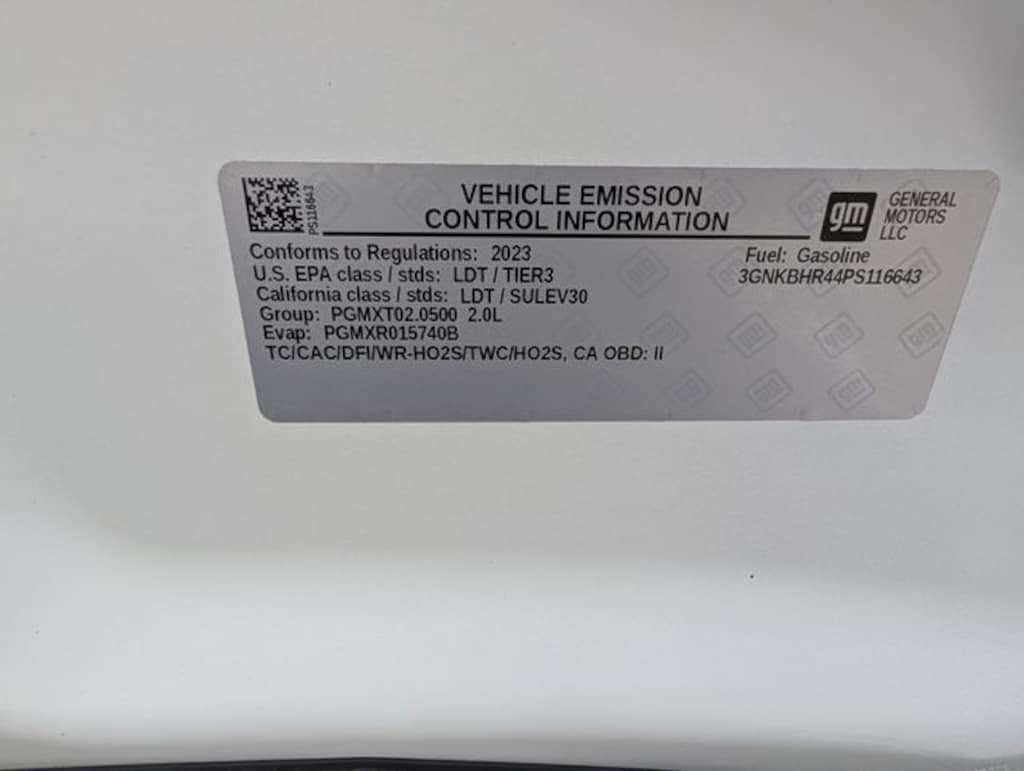 VEHICLE EMISSION
CONTROL INFORMATION
gm
GENERAL
MOTORS
LLC
PS116643
Conforms to Regulations: 2023
U.S. EPA class / stds: LDT / TIER3
California class / stds: LDT / SULEV30
Group: PGMXT02.0500 2.0L
Evap: PGMXR015740B
TC/CAC/DFI/WR-HO2S/TWC/HO2S, CA OBD: II
Fuel: Gasoline
3GNKBHR44PS116643